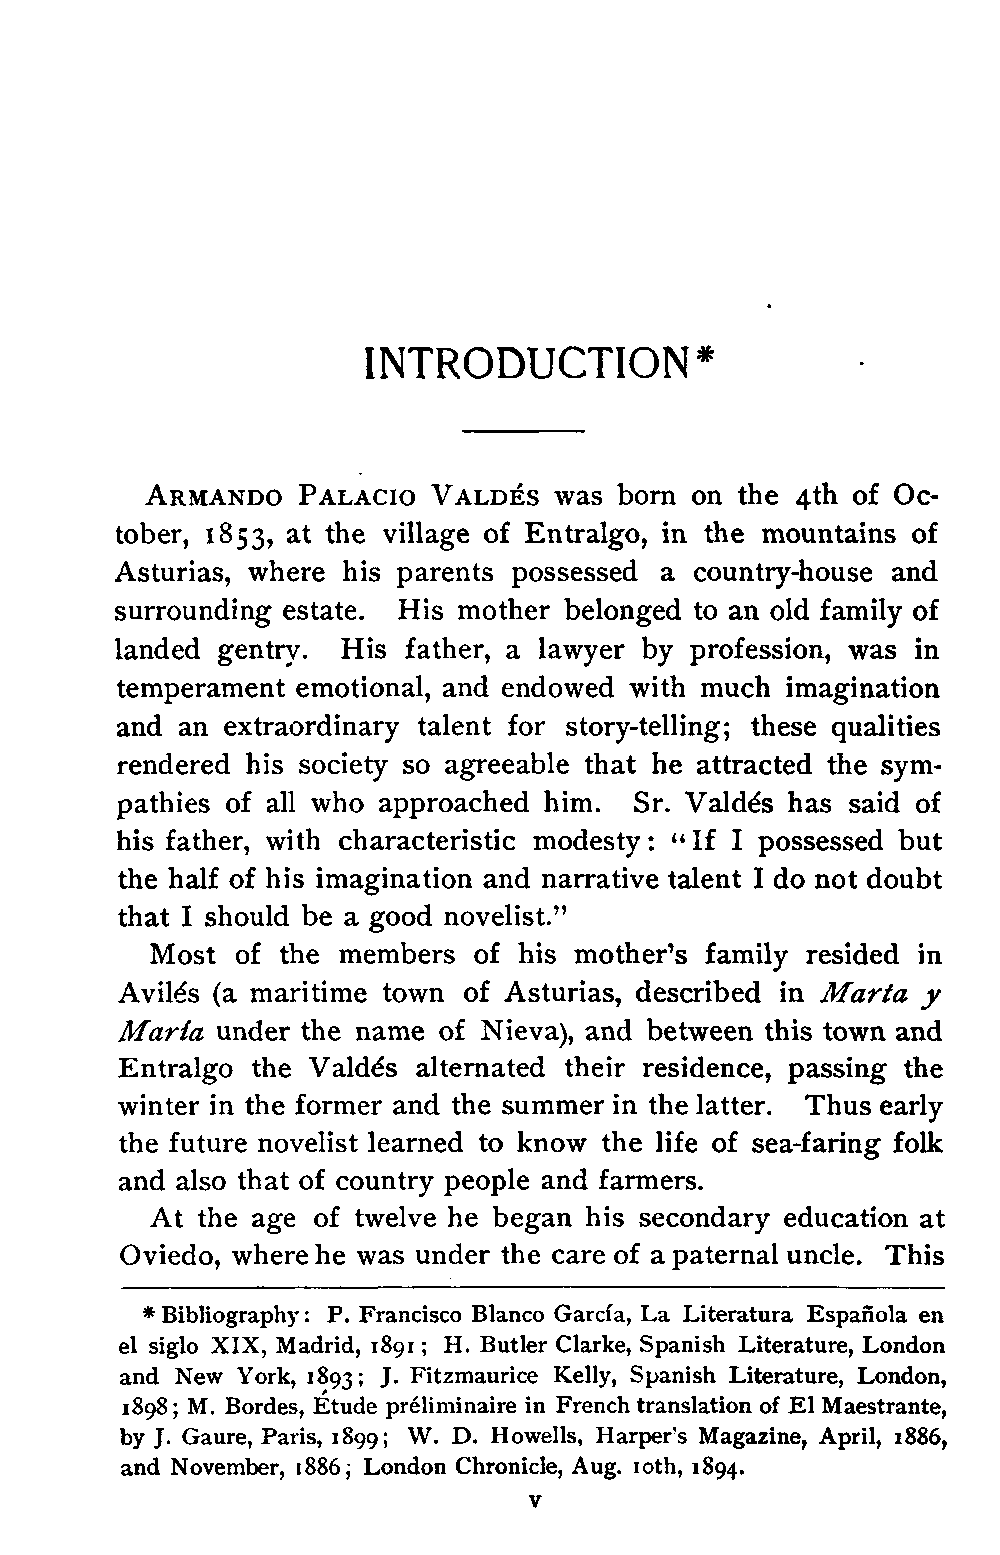 INTRODUCTION*
ARMANDO PALACIO VALDÉS was born on the 4th of Oc-
tober, 1853, at the village of Entralgo, in the mountains of
Asturias, where his parents possessed a country-house and
surrounding estate. His mother belonged to an old family of
landed gentry. His father, a lawyer by profession, was in
temperament emotional, and endowed with much imagination
and an extraordinary talent for story-telling; these qualities
rendered his society so agreeable that he attracted the sym-
pathies of all who approached him. Sr. Valdés has said of
his father, with characteristic modesty: “If I possessed but
the half of his imagination and narrative talent I do not doubt
that I should be a good novelist.”
Most of the members of his mother’s family resided in
Avilés (a maritime town of Asturias, described in Marta y
María under the name of Nieva), and between this town and
Entralgo the Valdés alternated their residence, passing the
winter in the former and the summer in the latter. Thus early
the future novelist learned to know the life of sea-faring folk
and also that of country people and farmers.
At the age of twelve he began his secondary education at
Oviedo, where he was under the care of a paternal uncle. This
* Bibliography: P. Francisco Blanco García, La Literatura Española en
el siglo XIX, Madrid, 1891; H. Butler Clarke, Spanish Literature, London
and New York, 1893; J. Fitzmaurice Kelly, Spanish Literature, London,
1898; M. Bordes, Étude préliminaire in French translation of El Maestrante,
by J. Gaure, Paris, 1899; W. D. Howells, Harper's Magazine, April, 1886,
and November, 1886; London Chronicle, Aug. 10th, 1894.
v